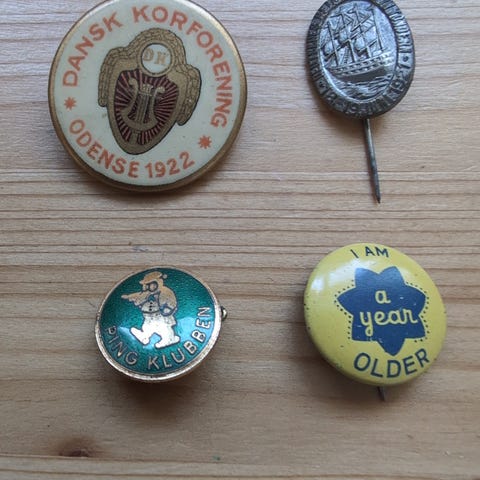 DANSK KORFORENING
DK
ODENSE 1922
PING KLUBBEN
I AM
a
year
OLDER